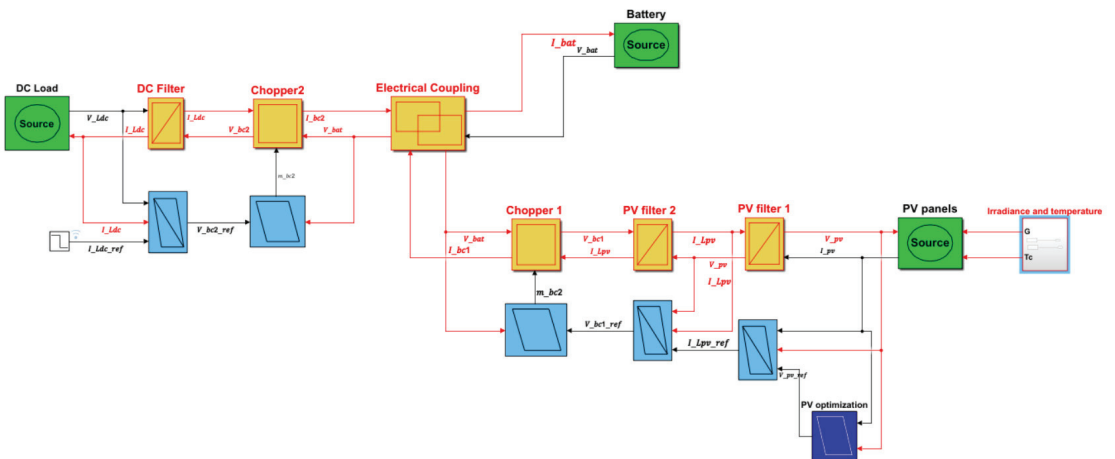 Battery
Source
I_bat
V_bat
DC Load
Source
V_Ldc
I_Ldc
DC Filter
I_Ldc
V_bc2
Chopper2
I_bc2
V_bat
Electrical Coupling
m_bc2
I_Ldc
I_Ldc_ref
V_bc2_ref
Chopper 1
V_bat
I_bc1
V_bc1
I_Lpv
PV filter 2
I_Lpv
V_pv
I_Lpv
PV filter 1
V_pv
I_pv
PV panels
Source
Irradiance and temperature
G
Tc
m_bc2
V_bc1_ref
I_Lpv_ref
V_pv_ref
PV optimization